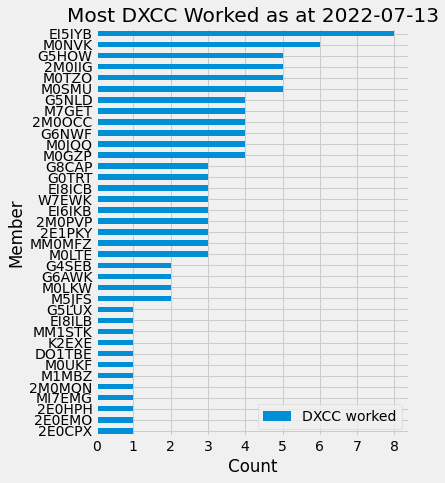 Most DXCC Worked as at 2022-07-13
EI5IYB
M0NVK
G5HOW
2M0IIG
M0TZO
M0SMU
G5NLD
M7GET
2M0OCC
G6NWF
M0JQQ
M0GZP
G8CAP
G0TRT
EI8ICB
W7EWK
EI6IKB
2M0PVP
2E1PKY
MM0MFZ
M0LTE
G4SEB
G6AWK
M0LKW
M5JFS
G5LUX
EI8ILB
MM1STK
K2EXE
DO1TBE
M0UKF
M1MBZ
2M0MQN
MI7EMG
2E0HPH
2E0EMO
2E0CPX
Member
DXCC worked
0 1 2 3 4 5 6 7 8
Count